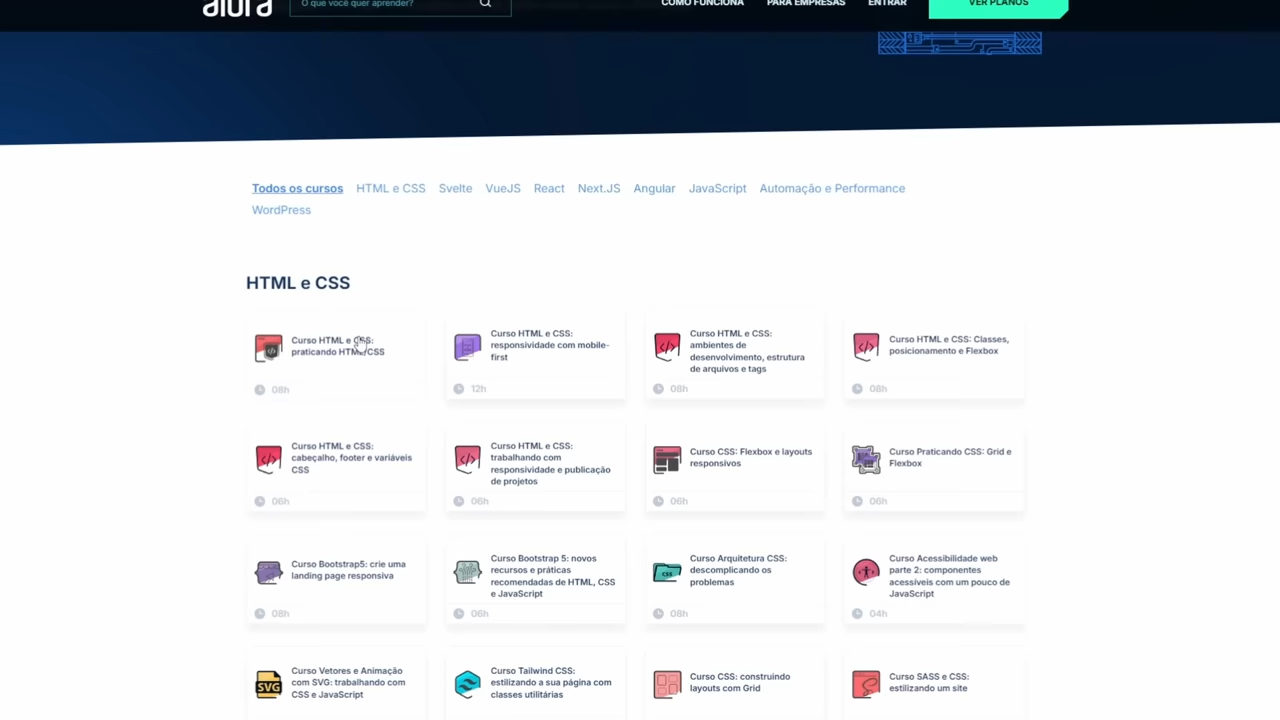 alura
O que você quer aprender?
COMO FUNCIONA
PARA EMPRESAS
ENTRAR
VER PLANOS
Todos os cursos
HTML e CSS
Svelte
VueJS
React
Next.JS
Angular
JavaScript
Automação e Performance
WordPress
HTML e CSS
Curso HTML e CSS:
praticando HTML/CSS
08h
Curso HTML e CSS:
responsividade com mobile-
first
12h
Curso HTML e CSS:
ambientes de
desenvolvimento, estrutura
de arquivos e tags
08h
Curso HTML e CSS: Classes,
posicionamento e Flexbox
08h
Curso HTML e CSS:
cabeçalho, footer e variáveis
CSS
06h
Curso HTML e CSS:
trabalhando com
responsividade e publicação
de projetos
06h
Curso CSS: Flexbox e layouts
responsivos
06h
Curso Praticando CSS: Grid e
Flexbox
06h
Curso Bootstrap5: crie uma
landing page responsiva
08h
Curso Bootstrap 5: novos
recursos e práticas
recomendadas de HTML, CSS
e JavaScript
06h
CSS
Curso Arquitetura CSS:
descomplicando os
problemas
08h
Curso Acessibilidade web
parte 2: componentes
acessíveis com um pouco de
JavaScript
04h
SVG
Curso Vetores e Animação
com SVG: trabalhando com
CSS e JavaScript
Curso Tailwind CSS:
estilizando a sua página com
classes utilitárias
Curso CSS: construindo
layouts com Grid
Curso SASS e CSS:
estilizando um site